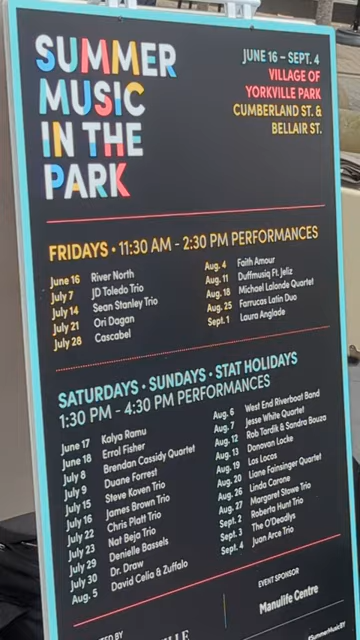 SUMMER
MUSIC
IN THE
PARK
JUNE 16 – SEPT. 4
VILLAGE OF
YORKVILLE PARK
CUMBERLAND ST. &
BELLAIR ST.
FRIDAYS • 11:30 AM - 2:30 PM PERFORMANCES
June 16 River North
July 7 JD Toledo Trio
July 14 Sean Stanley Trio
July 21 Ori Dagan
July 28 Cascabel
Aug. 4 Faith Amour
Aug. 11 Duffmusiq Ft. Jeliz
Aug. 18 Michael Lalonde Quartet
Aug. 25 Farrucas Latin Duo
Sept. 1 Laura Anglade
SATURDAYS • SUNDAYS • STAT HOLIDAYS
1:30 PM - 4:30 PM PERFORMANCES
June 17 Kalya Ramu
June 18 Errol Fisher
July 8 Brendan Cassidy Quartet
July 9 Duane Forrest
July 15 Steve Koven Trio
July 16 James Brown Trio
July 22 Chris Platt Trio
July 23 Nat Bejo Trio
July 29 Denielle Bassels
July 30 Dr. Draw
Aug. 5 David Celia & Zuffalo
Aug. 6 West End Riverboat Band
Aug. 7 Jesse White Quartet
Aug. 12 Rob Tardik & Sandra Bouza
Aug. 13 Donovan Locke
Aug. 19 Los Locos
Aug. 20 Liane Fainsinger Quartet
Aug. 26 Linda Carone
Aug. 27 Margaret Stowe Trio
Sept. 2 Roberta Hunt Trio
Sept. 3 The O'Deodlys
Sept. 4 Juan Arce Trio
EVENT SPONSOR
Manulife Centre